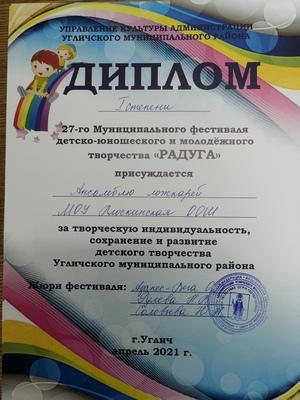 УПРАВЛЕНИЕ КУЛЬТУРЫ АДМИНИСТРАЦИИ
УГЛИЧСКОГО МУНИЦИПАЛЬНОГО РАЙОНА
ДИПЛОМ
I степени
27-го Муниципального фестиваля
детско-юношеского и молодёжного
творчества «РАДУГА»
присуждается
Ансамблю ложкарей
МОУ ООШ
за творческую индивидуальность,
сохранение и развитие
детского творчества
Угличского муниципального района
Жюри фестиваля:
г.Углич
апрель 2021 г.